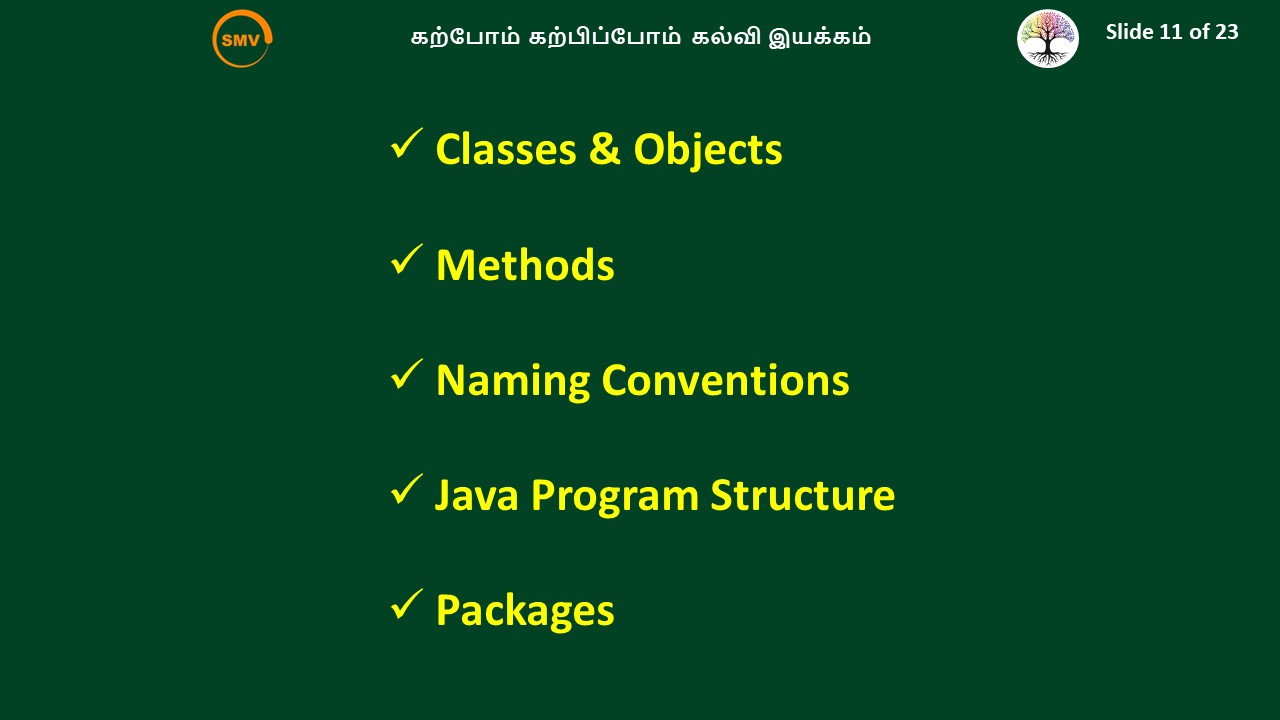 SMV
கற்போம் கற்பிப்போம் கல்வி இயக்கம்
Slide 11 of 23
✓ Classes & Objects
✓ Methods
✓ Naming Conventions
✓ Java Program Structure
✓ Packages